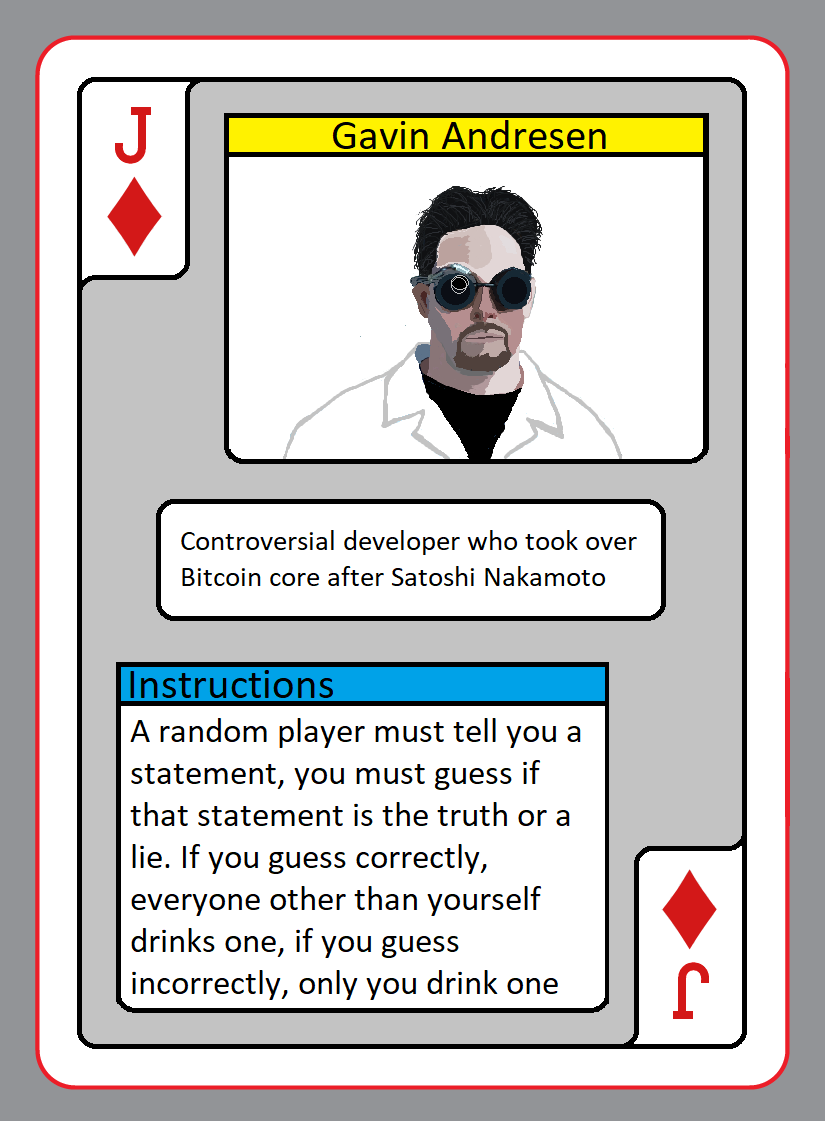 J
Gavin Andresen
Controversial developer who took over
Bitcoin core after Satoshi Nakamoto
Instructions
A random player must tell you a
statement, you must guess if
that statement is the truth or a
lie. If you guess correctly,
everyone other than yourself
drinks one, if you guess
incorrectly, only you drink one
J